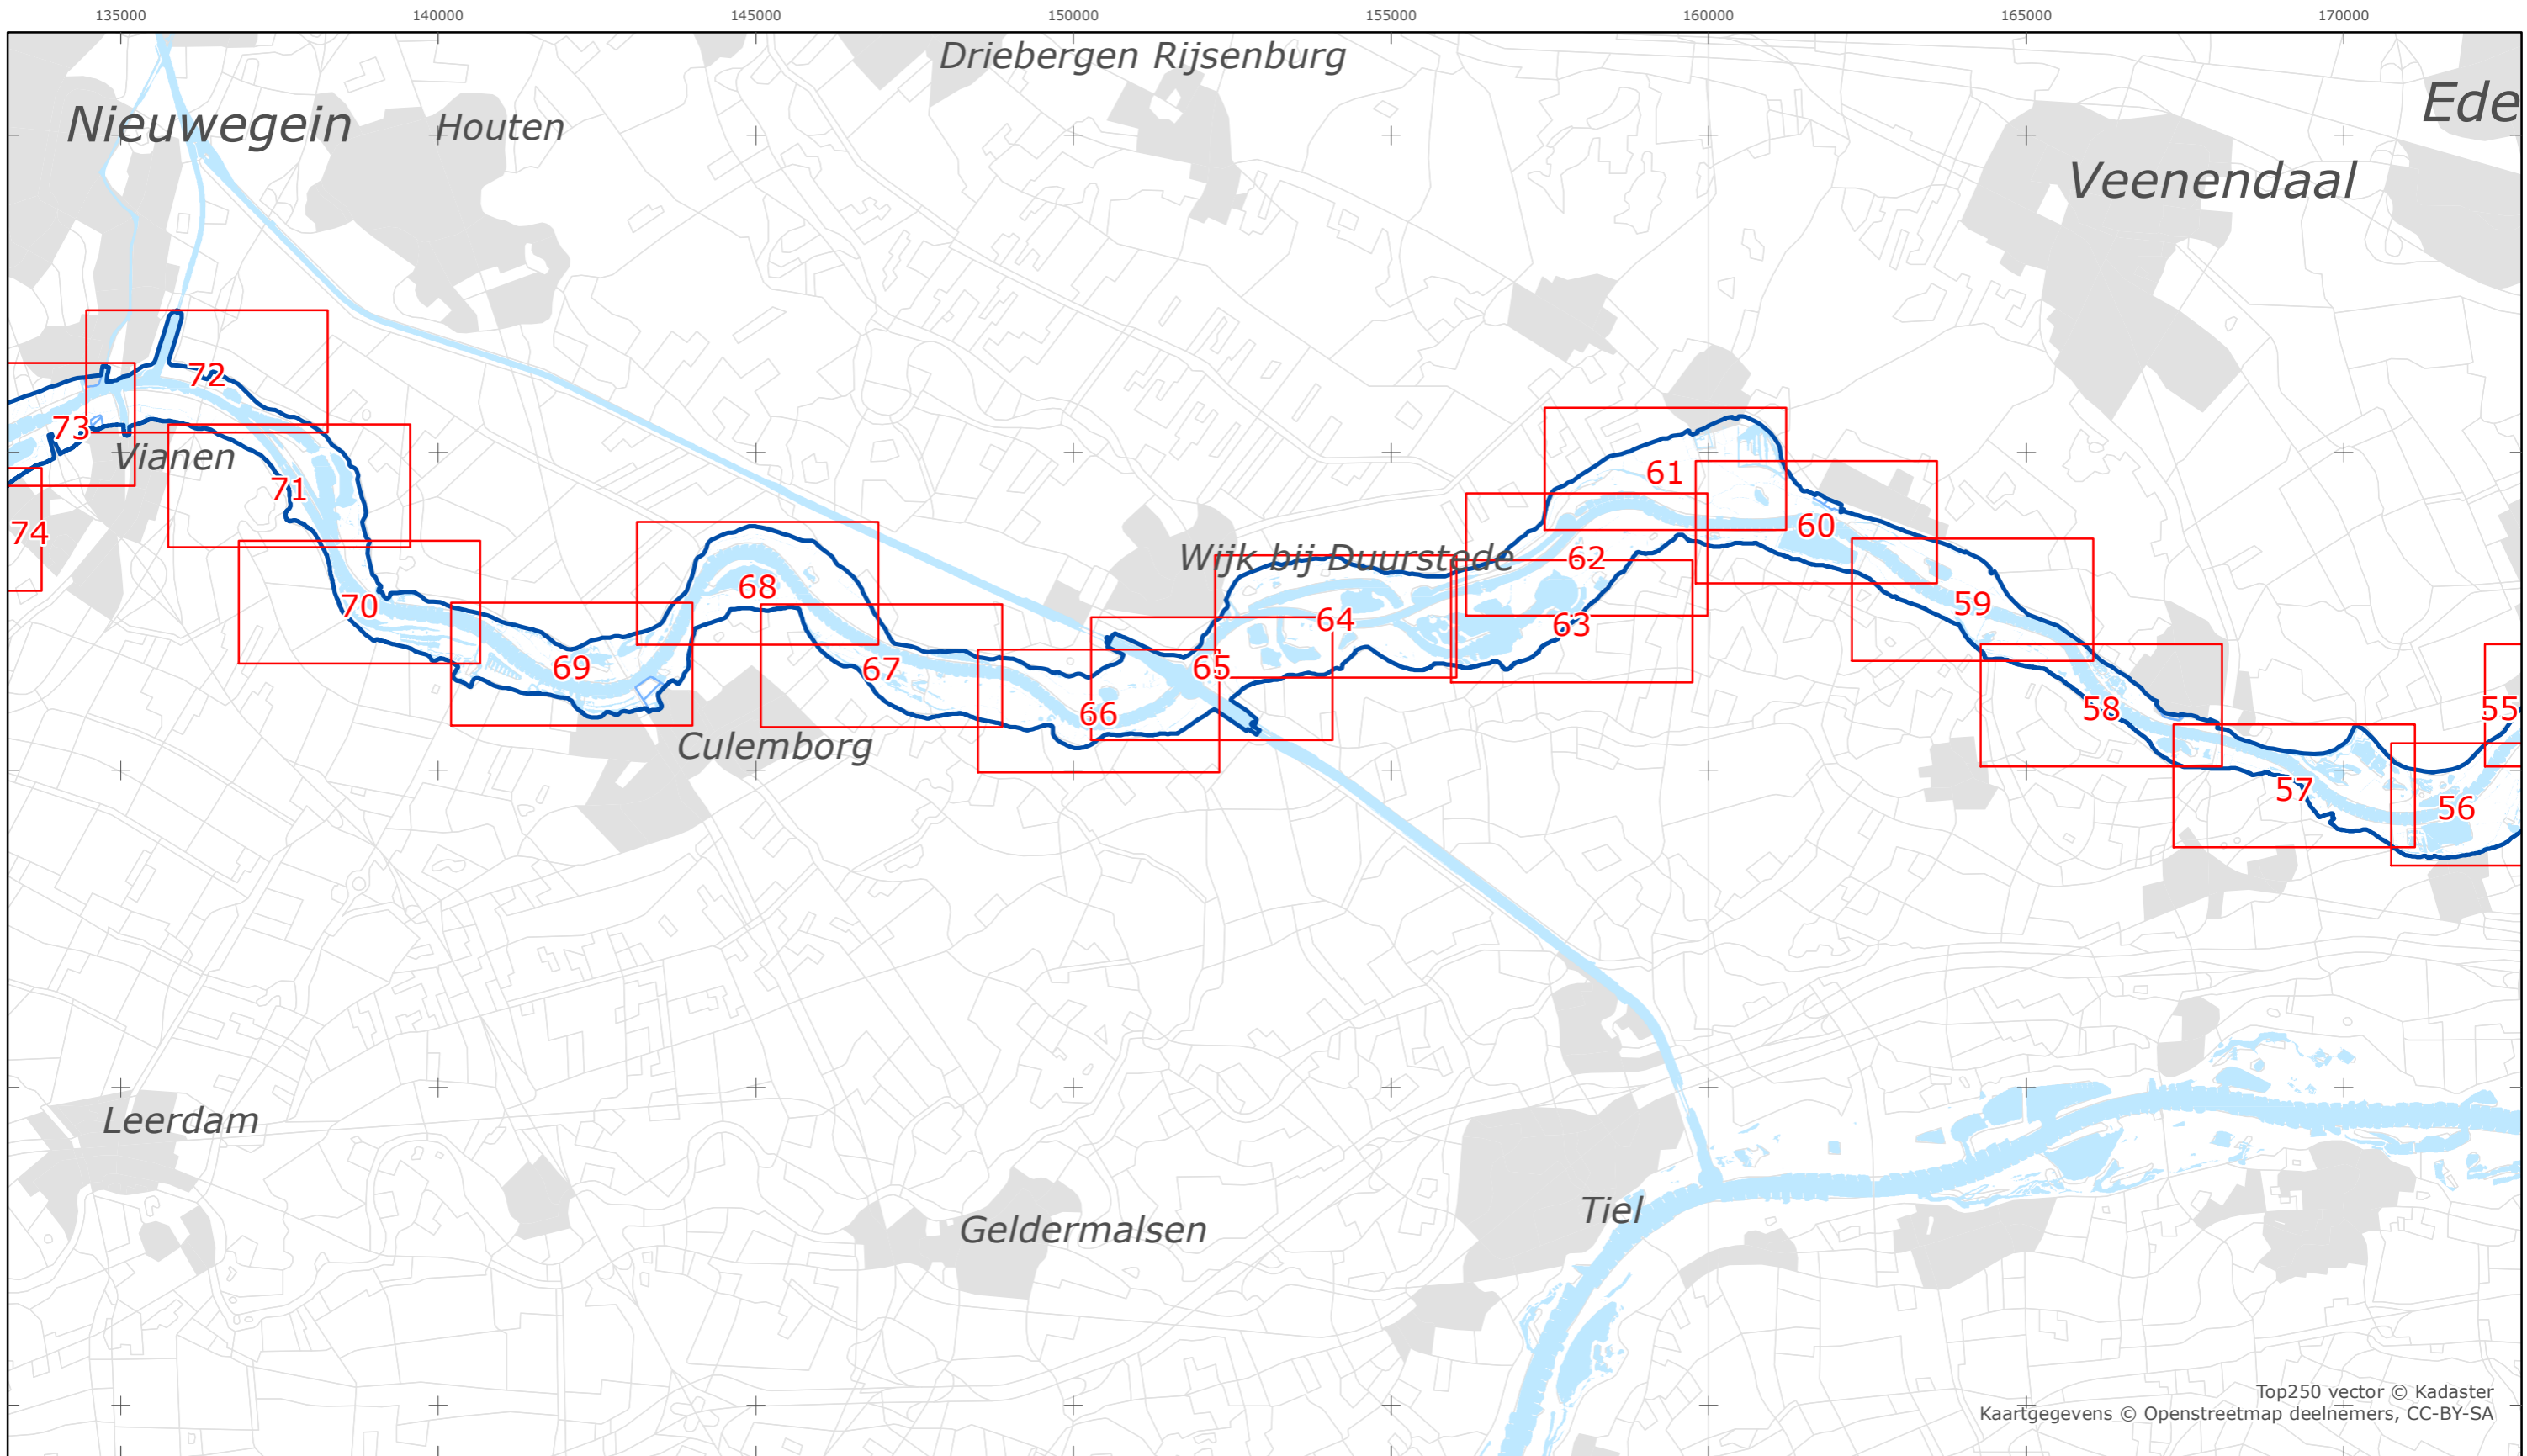 135000 140000 145000 150000 155000 160000 165000 170000
Driebergen Rijsenburg
Ede
Nieuwegein
Houten
Veenendaal
72
73
Vianen
71
74
61
60
62
Wijk bij Duurstede
68
70
59
64
63
69
67
65
66
58
55
Culemborg
57
56
Leerdam
Tiel
Geldermalsen
Top250 vector © Kadaster
Kaartgegevens © Openstreetmap deelnemers, CC-BY-SA